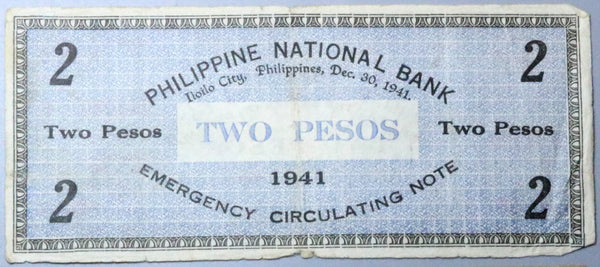 2 2
PHILIPPINE NATIONAL BANK
Iloilo City, Philippines, Dec. 30, 1941.
Two Pesos TWO PESOS Two Pesos
1941
EMERGENCY CIRCULATING NOTE
2 2